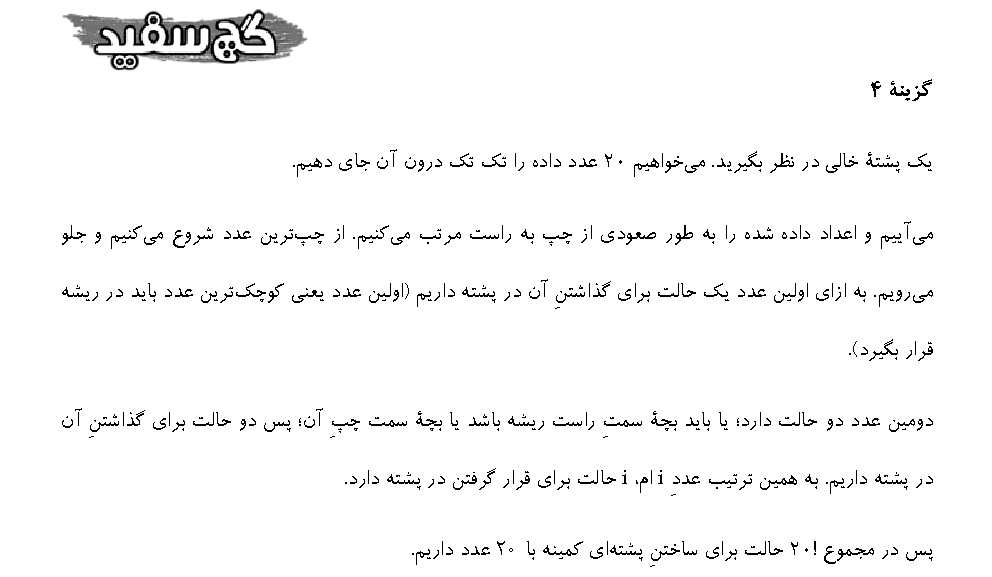 گچ سفید
گزینهٔ ۴
یک پشتهٔ خالی در نظر بگیرید. می‌خواهیم ۲۰ عدد داده را تک تک درون آن جای دهیم.
می‌آییم و اعداد داده شده را به طور صعودی از چپ به راست مرتب می‌کنیم. از چپ‌ترین عدد شروع می‌کنیم و جلو
می‌رویم. به ازای اولین عدد یک حالت برای گذاشتنِ آن در پشته داریم (اولین عدد یعنی کوچک‌ترین عدد باید در ریشه
قرار بگیرد).
دومین عدد دو حالت دارد؛ یا باید بچهٔ سمتِ راست ریشه باشد یا بچهٔ سمت چپِ آن؛ پس دو حالت برای گذاشتنِ آن
در پشته داریم. به همین ترتیب عددِ i ام، i حالت برای قرار گرفتن در پشته دارد.
پس در مجموع !۲۰ حالت برای ساختنِ پشته‌ای کمینه با ۲۰ عدد داریم.